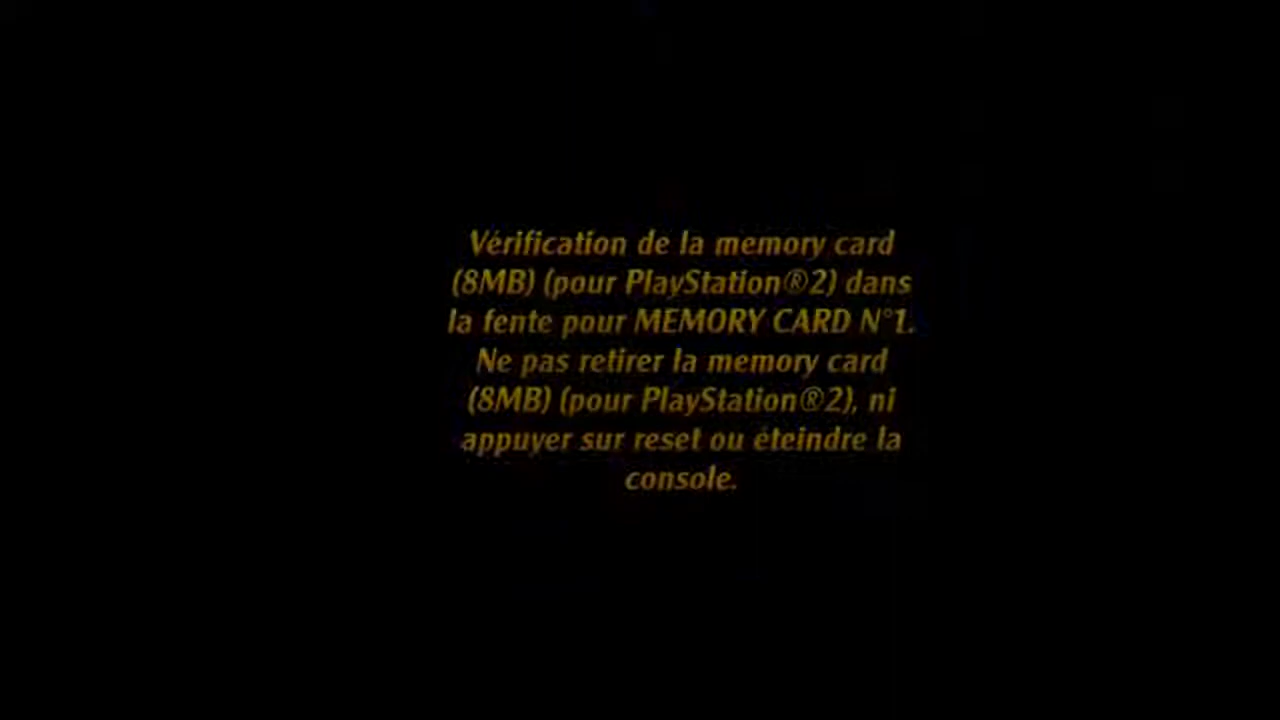 Vérification de la memory card
(8MB) (pour PlayStation®2) dans
la fente pour MEMORY CARD N°1.
Ne pas retirer la memory card
(8MB) (pour PlayStation®2), ni
appuyer sur reset ou éteindre la
console.